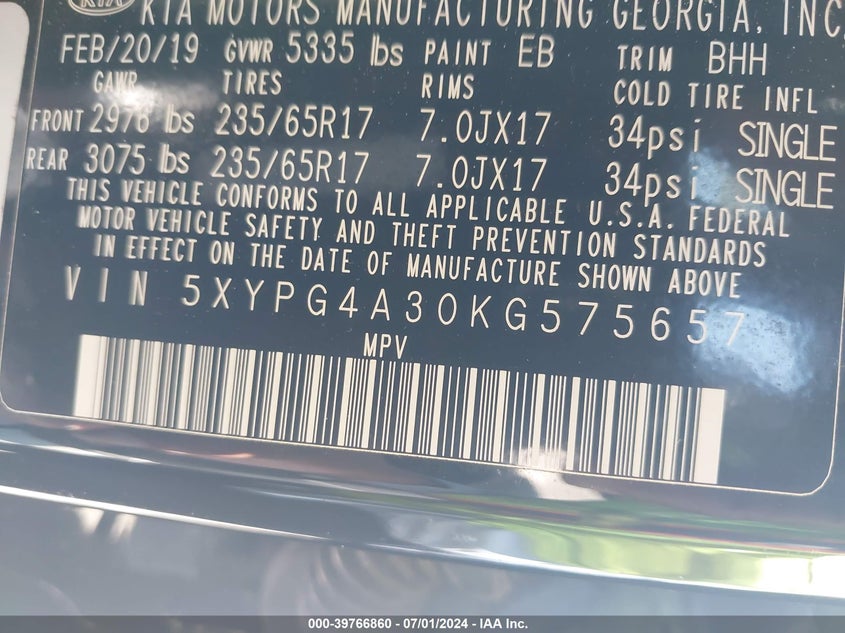 KIA
KIA MOTORS MANUFACTURING GEORGIA, INC.
FEB/20/19 GVWR 5335 lbs PAINT EB TRIM BHH
GAWR TIRES RIMS COLD TIRE INFL
FRONT 2976 lbs 235/65R17 7.0JX17 34psi SINGLE
REAR 3075 lbs 235/65R17 7.0JX17 34psi SINGLE
THIS VEHICLE CONFORMS TO ALL APPLICABLE U.S.A. FEDERAL
MOTOR VEHICLE SAFETY AND THEFT PREVENTION STANDARDS
IN EFFECT ON THE DATE OF MANUFACTURE SHOWN ABOVE
VIN 5XYPG4A30KG575657
MPV
000-39766860 - 07/01/2024 - IAA Inc.